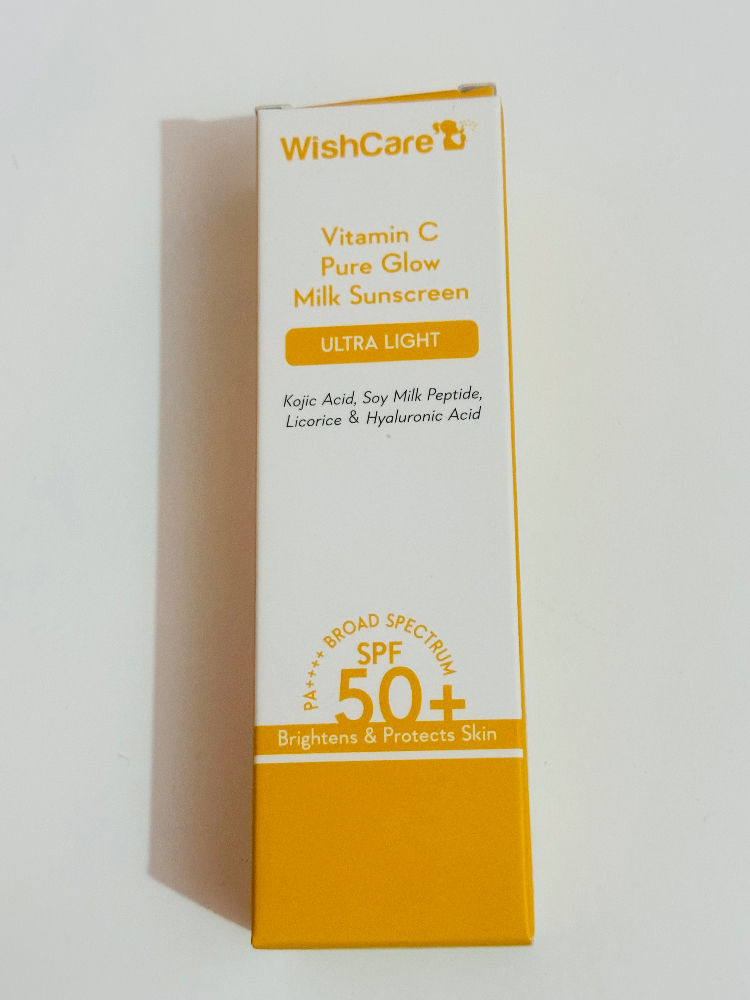 WishCare
Vitamin C
Pure Glow
Milk Sunscreen
ULTRA LIGHT
Kojic Acid, Soy Milk Peptide,
Licorice & Hyaluronic Acid
PA++++ BROAD SPECTRUM
SPF
50+
Brightens & Protects Skin